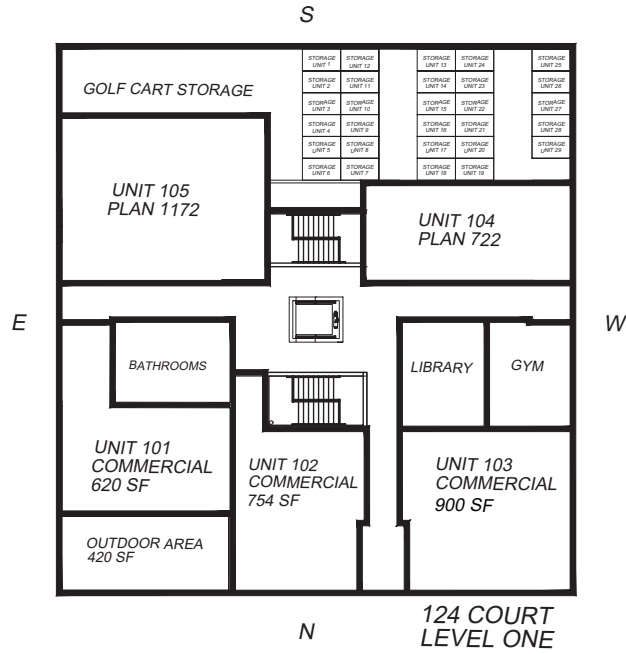 S
GOLF CART STORAGE
STORAGE
UNIT 1
STORAGE
UNIT 12
STORAGE
UNIT 13
STORAGE
UNIT 24
STORAGE
UNIT 25
STORAGE
UNIT 2
STORAGE
UNIT 11
STORAGE
UNIT 14
STORAGE
UNIT 23
STORAGE
UNIT 26
STORAGE
UNIT 3
STORAGE
UNIT 10
STORAGE
UNIT 15
STORAGE
UNIT 22
STORAGE
UNIT 27
STORAGE
UNIT 4
STORAGE
UNIT 9
STORAGE
UNIT 16
STORAGE
UNIT 21
STORAGE
UNIT 28
STORAGE
UNIT 5
STORAGE
UNIT 8
STORAGE
UNIT 17
STORAGE
UNIT 20
STORAGE
UNIT 29
STORAGE
UNIT 6
STORAGE
UNIT 7
STORAGE
UNIT 18
STORAGE
UNIT 19
UNIT 105
PLAN 1172
UNIT 104
PLAN 722
E
W
BATHROOMS
LIBRARY
GYM
UNIT 101
COMMERCIAL
620 SF
UNIT 102
COMMERCIAL
754 SF
UNIT 103
COMMERCIAL
900 SF
OUTDOOR AREA
420 SF
N
124 COURT
LEVEL ONE